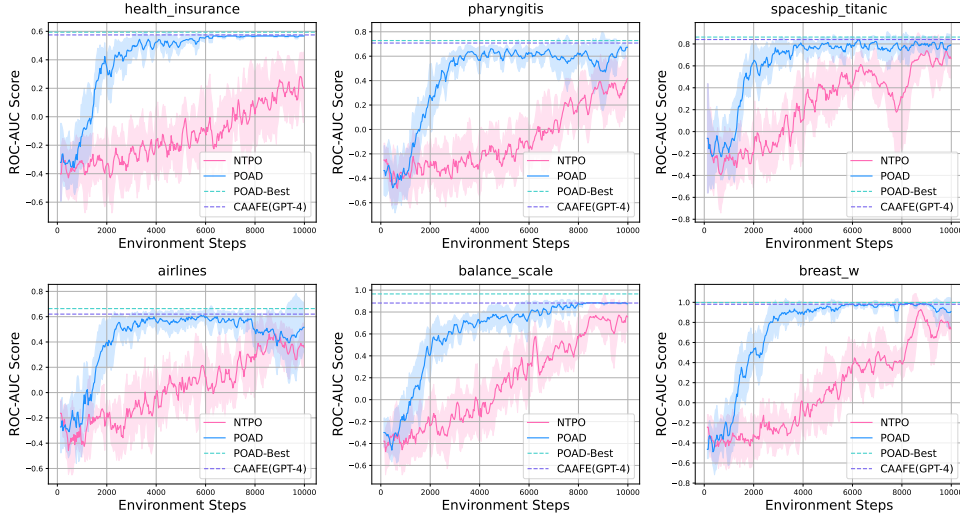 health_insurance
ROC-AUC Score
0.6
0.4
0.2
0.0
−0.2
−0.4
−0.6
NTPO
POAD
POAD-Best
CAAFE(GPT-4)
0 2000 4000 6000 8000 10000
Environment Steps
pharyngitis
ROC-AUC Score
0.8
0.6
0.4
0.2
0.0
−0.2
−0.4
−0.6
NTPO
POAD
POAD-Best
CAAFE(GPT-4)
0 2000 4000 6000 8000 10000
Environment Steps
spaceship_titanic
ROC-AUC Score
0.8
0.6
0.4
0.2
0.0
−0.2
−0.4
−0.6
−0.8
NTPO
POAD
POAD-Best
CAAFE(GPT-4)
0 2000 4000 6000 8000 10000
Environment Steps
airlines
ROC-AUC Score
0.8
0.6
0.4
0.2
0.0
−0.2
−0.4
−0.6
NTPO
POAD
POAD-Best
CAAFE(GPT-4)
0 2000 4000 6000 8000 10000
Environment Steps
balance_scale
ROC-AUC Score
1.0
0.8
0.6
0.4
0.2
0.0
−0.2
−0.4
−0.6
NTPO
POAD
POAD-Best
CAAFE(GPT-4)
0 2000 4000 6000 8000 10000
Environment Steps
breast_w
ROC-AUC Score
1.0
0.8
0.6
0.4
0.2
0.0
−0.2
−0.4
−0.6
−0.8
NTPO
POAD
POAD-Best
CAAFE(GPT-4)
0 2000 4000 6000 8000 10000
Environment Steps